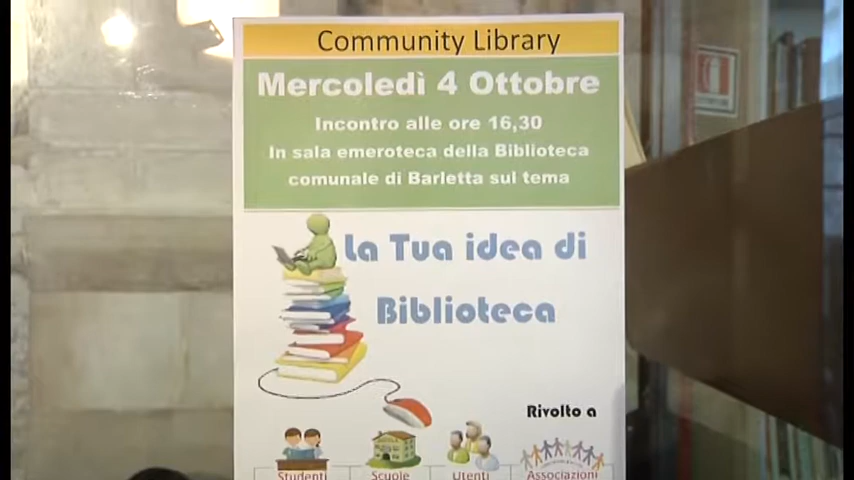 Community Library
Mercoledì 4 Ottobre
Incontro alle ore 16,30
In sala emeroteca della Biblioteca
comunale di Barletta sul tema
La Tua idea di
Biblioteca
Rivolto a
Studenti Scuole Utenti Associazioni